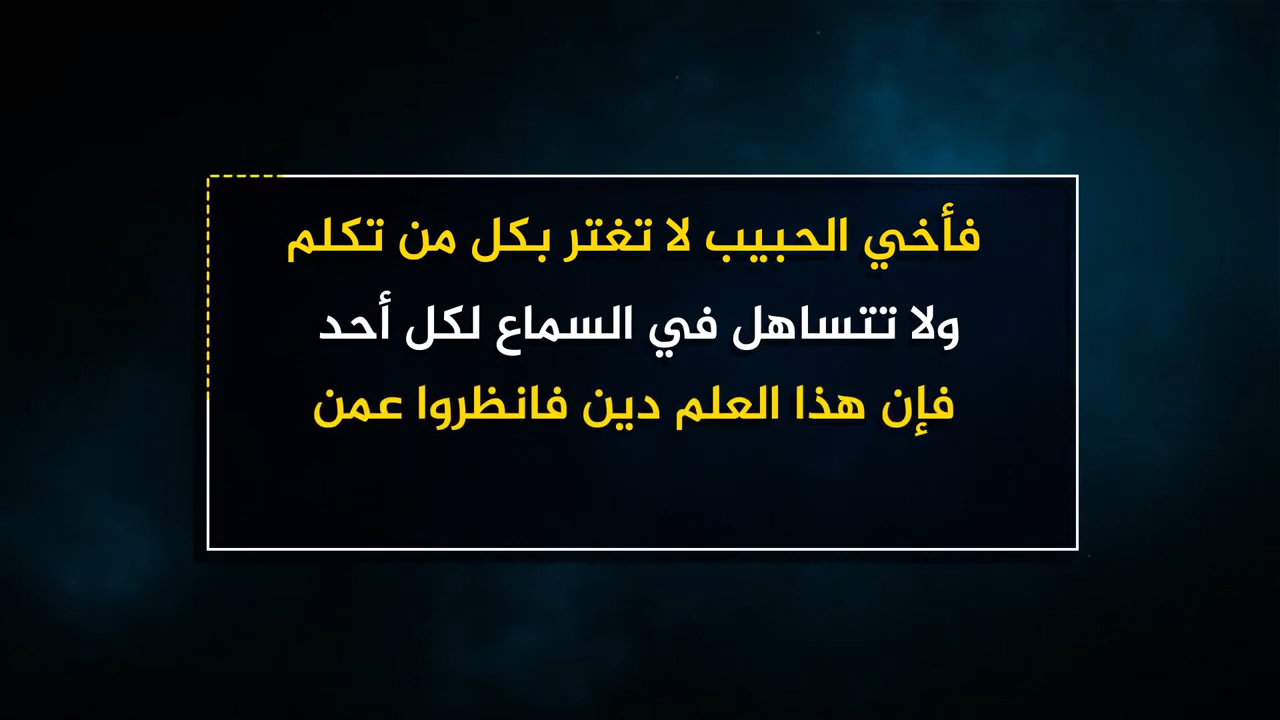 فأخي الحبيب لا تغتر بكل من تكلم
ولا تتساهل في السماع لكل أحد
فإن هذا العلم دين فانظروا عمن